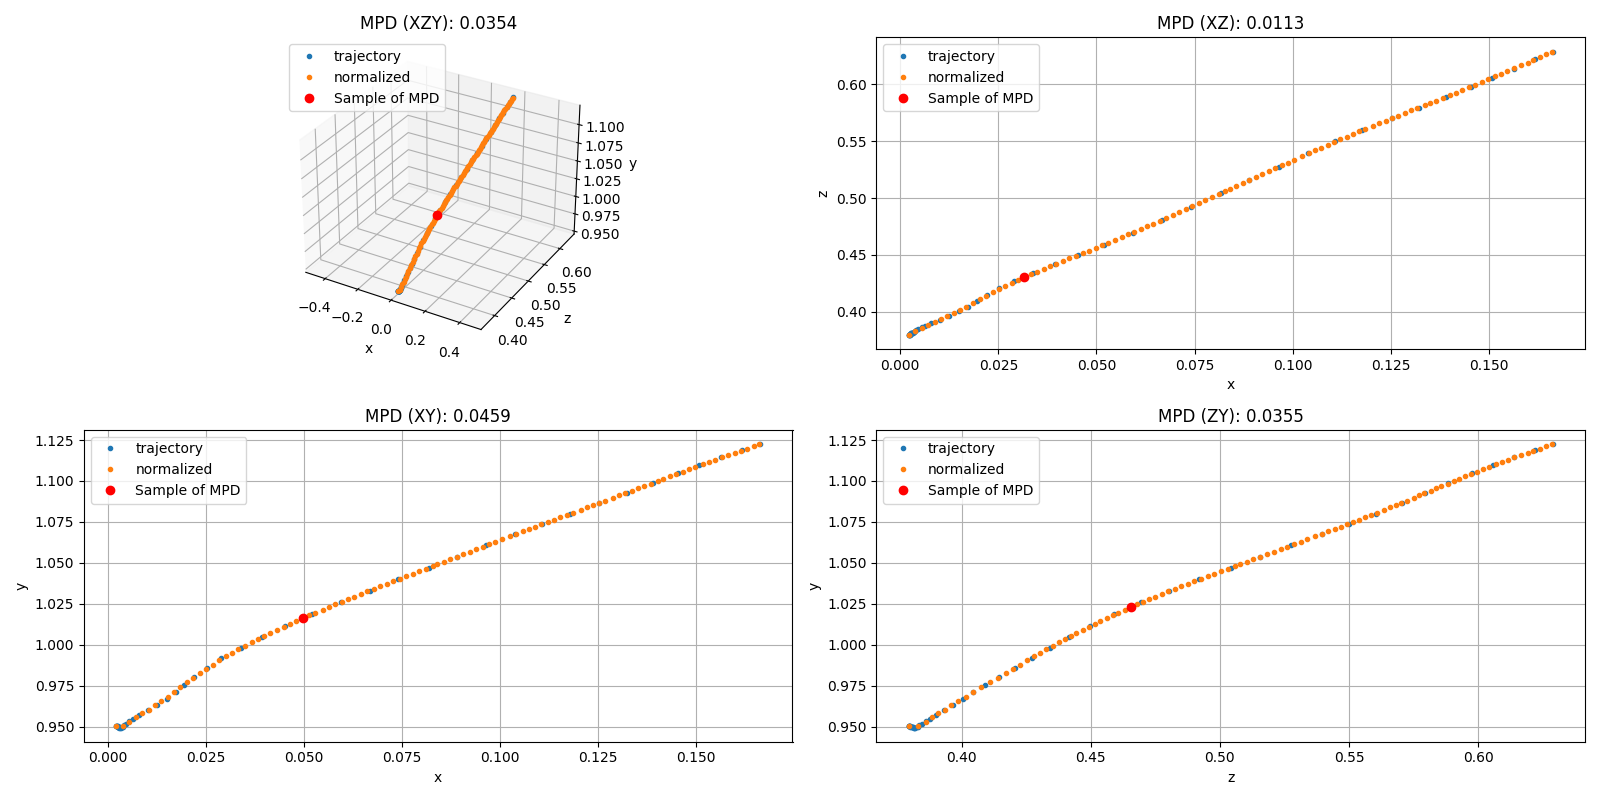 MPD (XZY): 0.0354
trajectory
normalized
Sample of MPD
1.100
1.075
1.050
1.025
1.000
0.975
0.950
y
−0.4
−0.2
0.0
0.2
0.4
x
0.40
0.45
0.50
0.55
0.60
z
MPD (XZ): 0.0113
trajectory
normalized
Sample of MPD
0.60
0.55
0.50
0.45
0.40
z
0.000 0.025 0.050 0.075 0.100 0.125 0.150
x
MPD (XY): 0.0459
trajectory
normalized
Sample of MPD
1.125
1.100
1.075
1.050
1.025
1.000
0.975
0.950
y
0.000 0.025 0.050 0.075 0.100 0.125 0.150
x
MPD (ZY): 0.0355
trajectory
normalized
Sample of MPD
1.125
1.100
1.075
1.050
1.025
1.000
0.975
0.950
y
0.40 0.45 0.50 0.55 0.60
z